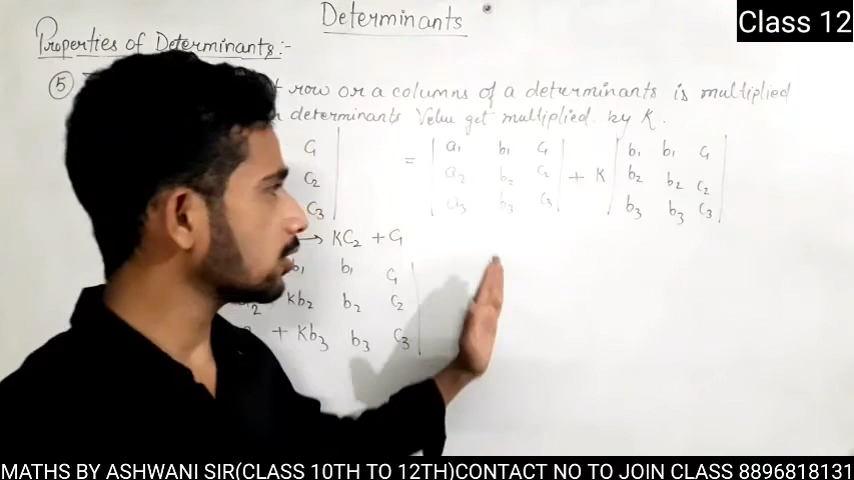 Determinants
Class 12
Properties of Determinants:-
(5) row or a columns of a determinants is multiplied
determinants Velue get multiplied by K.
C₁
C₂
C₃
= | a₁ b₁ C₁ | + K | b₁ b₁ C₁ |
a₂ b₂ C₂ b₂ b₂ C₂
a₃ b₃ C₃ b₃ b₃ C₃
→ KC₂ + C₁
b₁ b₁ C₁
Kb₂ b₂ C₂
+ Kb₃ b₃ C₃
MATHS BY ASHWANI SIR(CLASS 10TH TO 12TH)CONTACT NO TO JOIN CLASS 8896818131